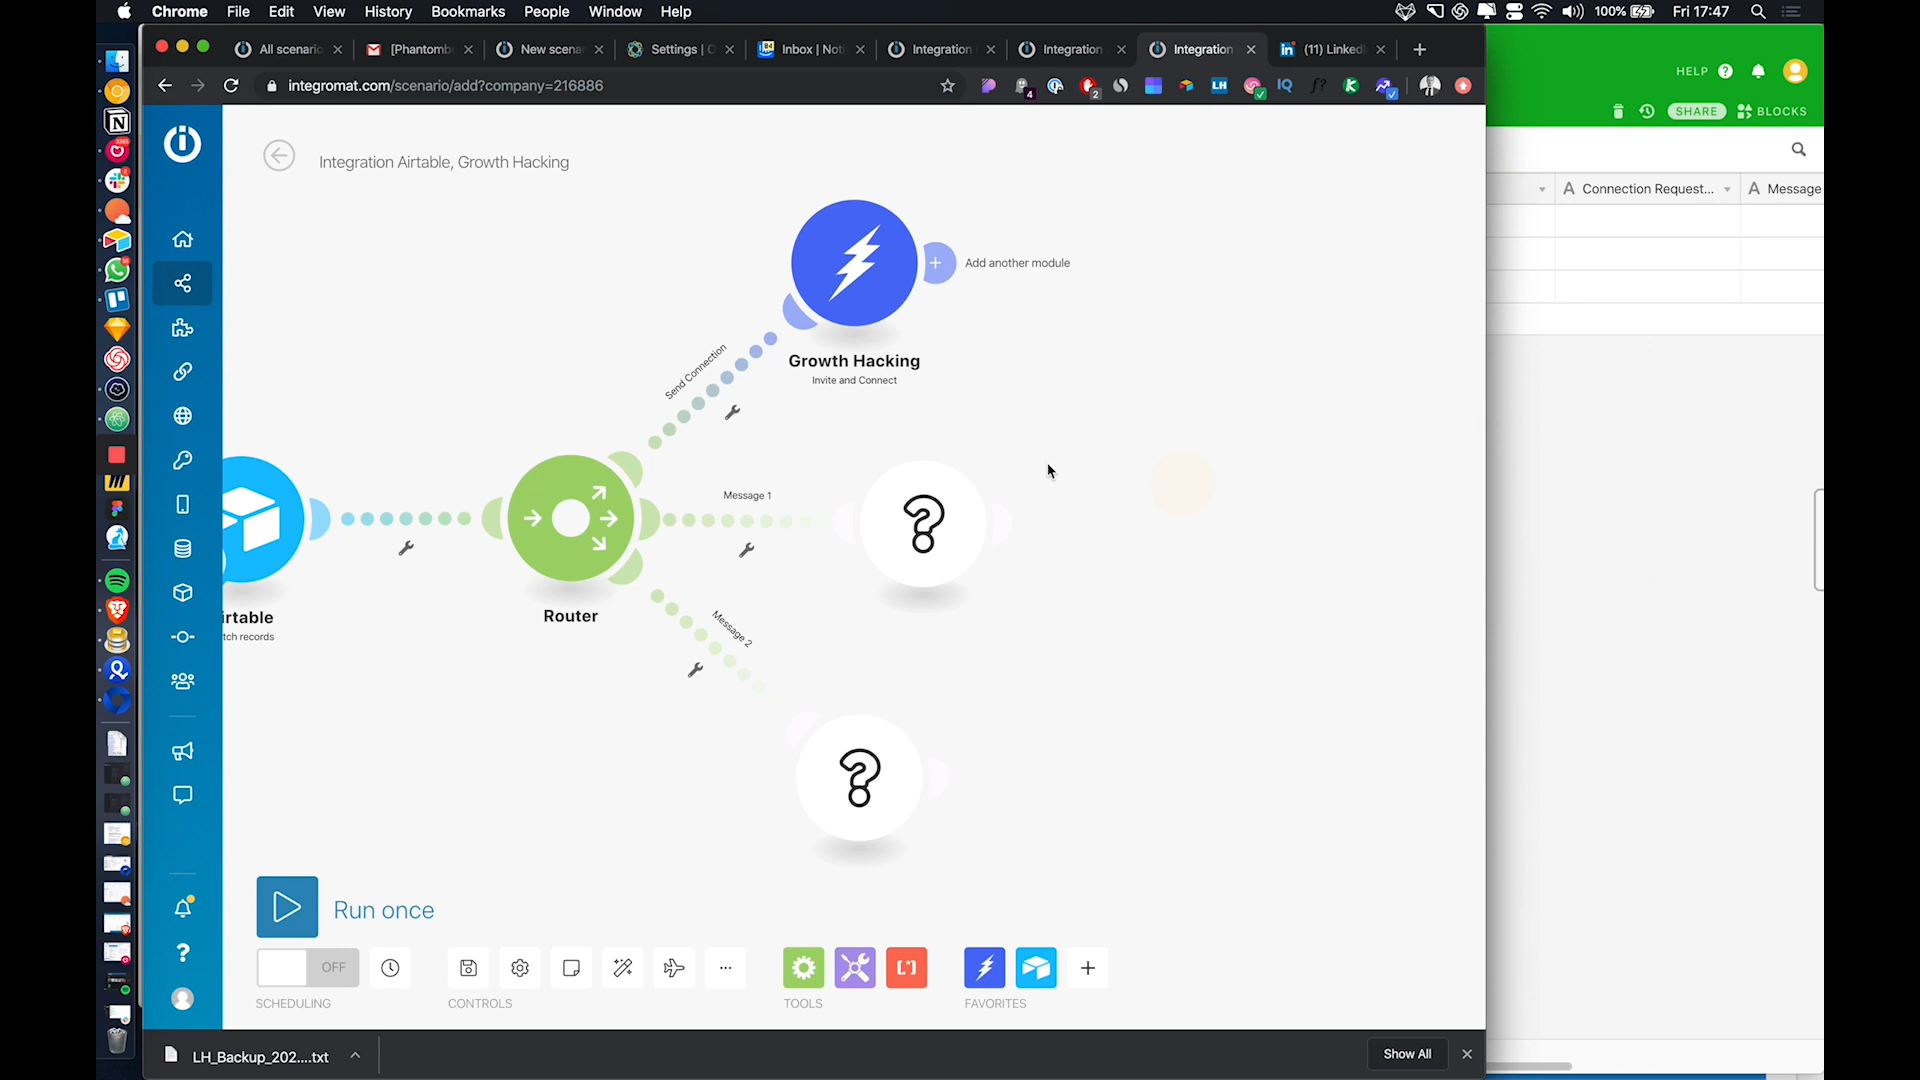 Chrome File Edit View History Bookmarks People Window Help
100% Fri 17:47
All scenario
[Phantombu
New scenar
Settings | G
Inbox | Not
Integration
Integration
Integration
(11) Linked
integromat.com/scenario/add?company=216886
HELP
SHARE
BLOCKS
Connection Request...
Message
Integration Airtable, Growth Hacking
Add another module
Growth Hacking
Invite and Connect
Send Connection
Message 1
Message 2
Router
irtable
tch records
Run once
OFF
SCHEDULING
CONTROLS
TOOLS
FAVORITES
LH_Backup_202....txt
Show All